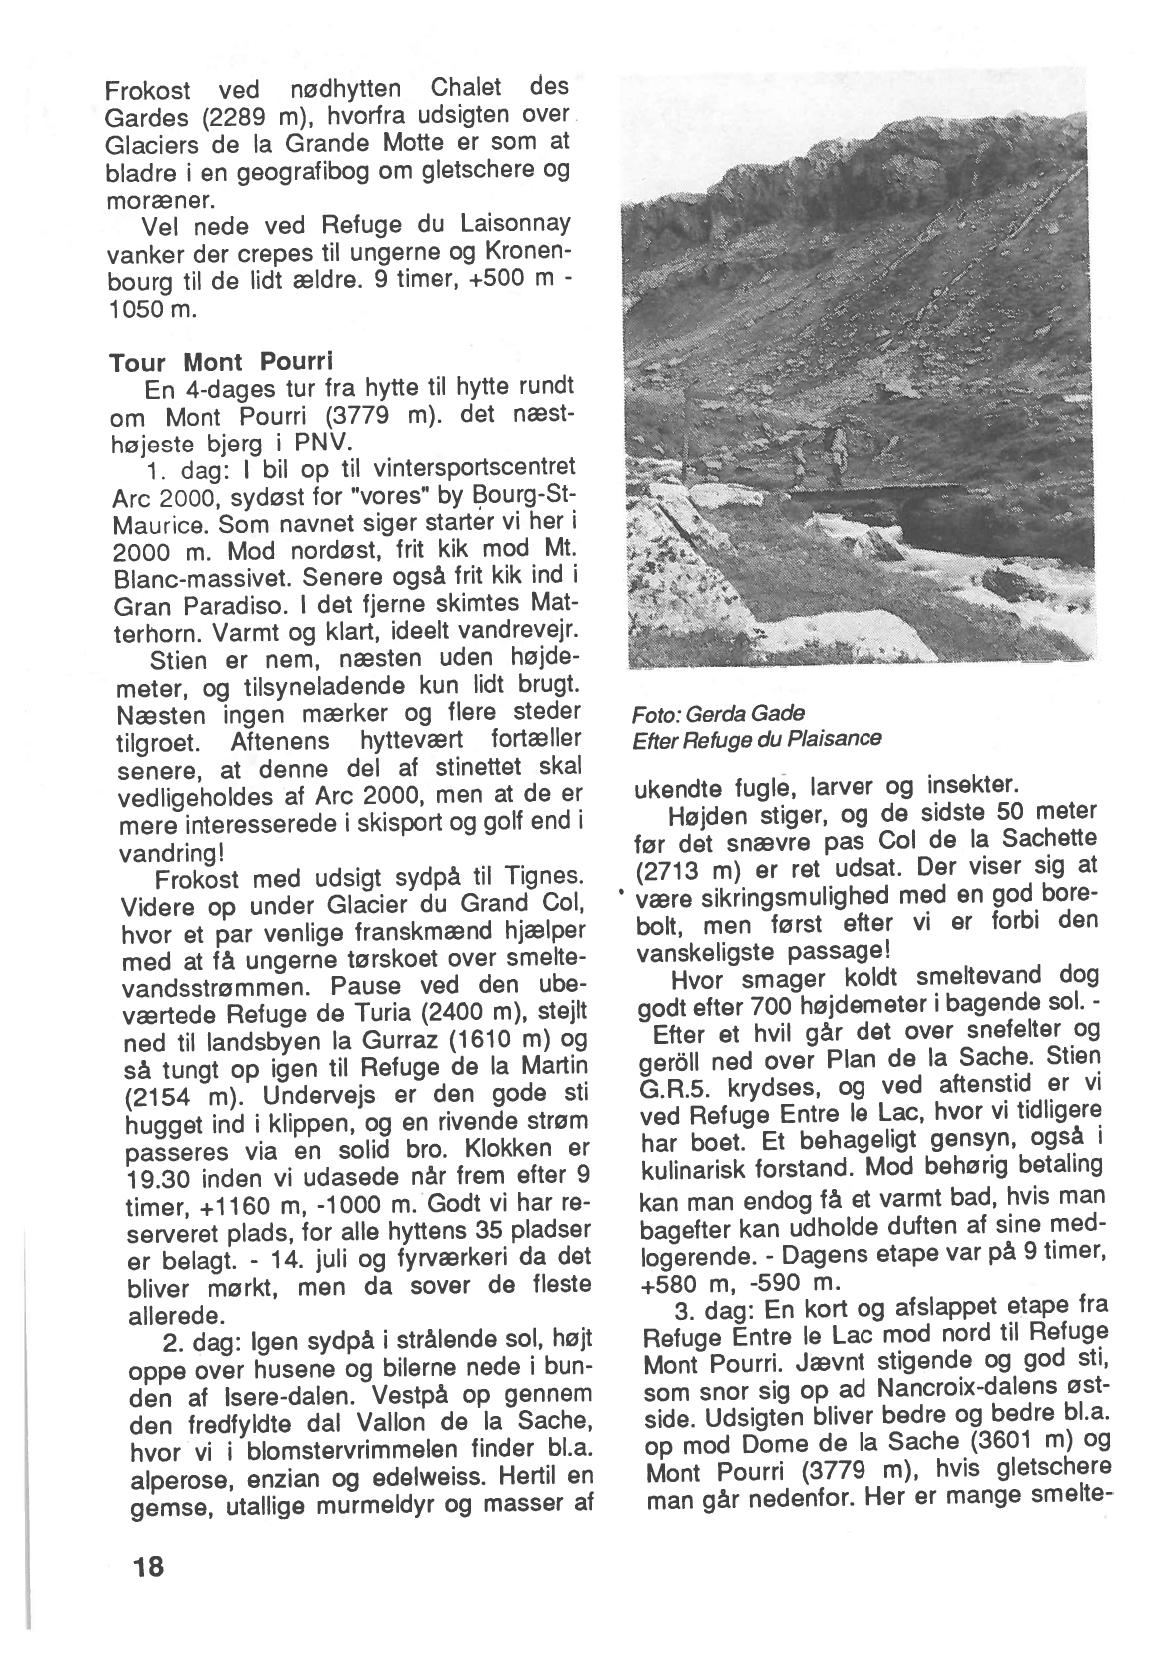 Frokost ved nødhytten Chalet des
Gardes (2289 m), hvorfra udsigten over
Glaciers de la Grande Motte er som at
bladre i en geografibog om gletschere og
moræner.
Vel nede ved Refuge du Laisonnay
vanker der crepes til ungerne og Kronen-
bourg til de lidt ældre. 9 timer, +500 m -
1050 m.
Tour Mont Pourri
En 4-dages tur fra hytte til hytte rundt
om Mont Pourri (3779 m). det næst-
højeste bjerg i PNV.
1. dag: I bil op til vintersportscentret
Arc 2000, sydøst for "vores" by Bourg-St-
Maurice. Som navnet siger starter vi her i
2000 m. Mod nordøst, frit kik mod Mt.
Blanc-massivet. Senere også frit kik ind i
Gran Paradiso. I det fjerne skimtes Mat-
terhorn. Varmt og klart, ideelt vandrevejr.
Stien er nem, næsten uden højde-
meter, og tilsyneladende kun lidt brugt.
Næsten ingen mærker og flere steder
tilgroet. Aftenens hyttevært fortæller
senere, at denne del af stinettet skal
vedligeholdes af Arc 2000, men at de er
mere interesserede i skisport og golf end i
vandring!
Frokost med udsigt sydpå til Tignes.
Videre op under Glacier du Grand Col,
hvor et par venlige franskmænd hjælper
med at få ungerne tørskoet over smelte-
vandsstrømmen. Pause ved den ube-
værtede Refuge de Turia (2400 m), stejlt
ned til landsbyen la Gurraz (1610 m) og
så tungt op igen til Refuge de la Martin
(2154 m). Undervejs er den gode sti
hugget ind i klippen, og en rivende strøm
passeres via en solid bro. Klokken er
19.30 inden vi udasede når frem efter 9
timer, +1160 m, -1000 m. Godt vi har re-
serveret plads, for alle hyttens 35 pladser
er belagt. - 14. juli og fyrværkeri da det
bliver mørkt, men da sover de fleste
allerede.
2. dag: Igen sydpå i strålende sol, højt
oppe over husene og bilerne nede i bun-
den af Isere-dalen. Vestpå op gennem
den fredfyldte dal Vallon de la Sache,
hvor vi i blomstervrimmelen finder bl.a.
alperose, enzian og edelweiss. Hertil en
gemse, utallige murmeldyr og masser af
18
Foto: Gerda Gade
Efter Refuge du Plaisance
ukendte fugle, larver og insekter.
Højden stiger, og de sidste 50 meter
før det snævre pas Col de la Sachette
(2713 m) er ret udsat. Der viser sig at
være sikringsmulighed med en god bore-
bolt, men først efter vi er forbi den
vanskeligste passage!
Hvor smager koldt smeltevand dog
godt efter 700 højdemeter i bagende sol. -
Efter et hvil går det over snefelter og
geröll ned over Plan de la Sache. Stien
G.R.5. krydses, og ved aftenstid er vi
ved Refuge Entre le Lac, hvor vi tidligere
har boet. Et behageligt gensyn, også i
kulinarisk forstand. Mod behørig betaling
kan man endog få et varmt bad, hvis man
bagefter kan udholde duften af sine med-
logerende. - Dagens etape var på 9 timer,
+580 m, -590 m.
3. dag: En kort og afslappet etape fra
Refuge Entre le Lac mod nord til Refuge
Mont Pourri. Jævnt stigende og god sti,
som snor sig op ad Nancroix-dalens øst-
side. Udsigten bliver bedre og bedre bl.a.
op mod Dome de la Sache (3601 m) og
Mont Pourri (3779 m), hvis gletschere
man går nedenfor. Her er mange smelte-